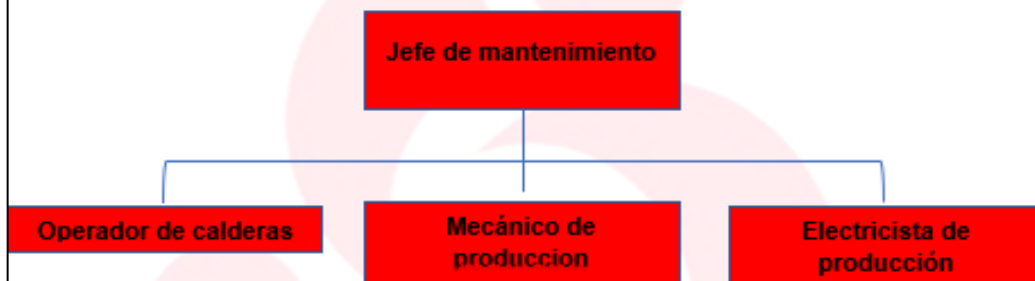 Jefe de mantenimiento
Operador de calderas
Mecánico de
produccion
Electricista de
producción